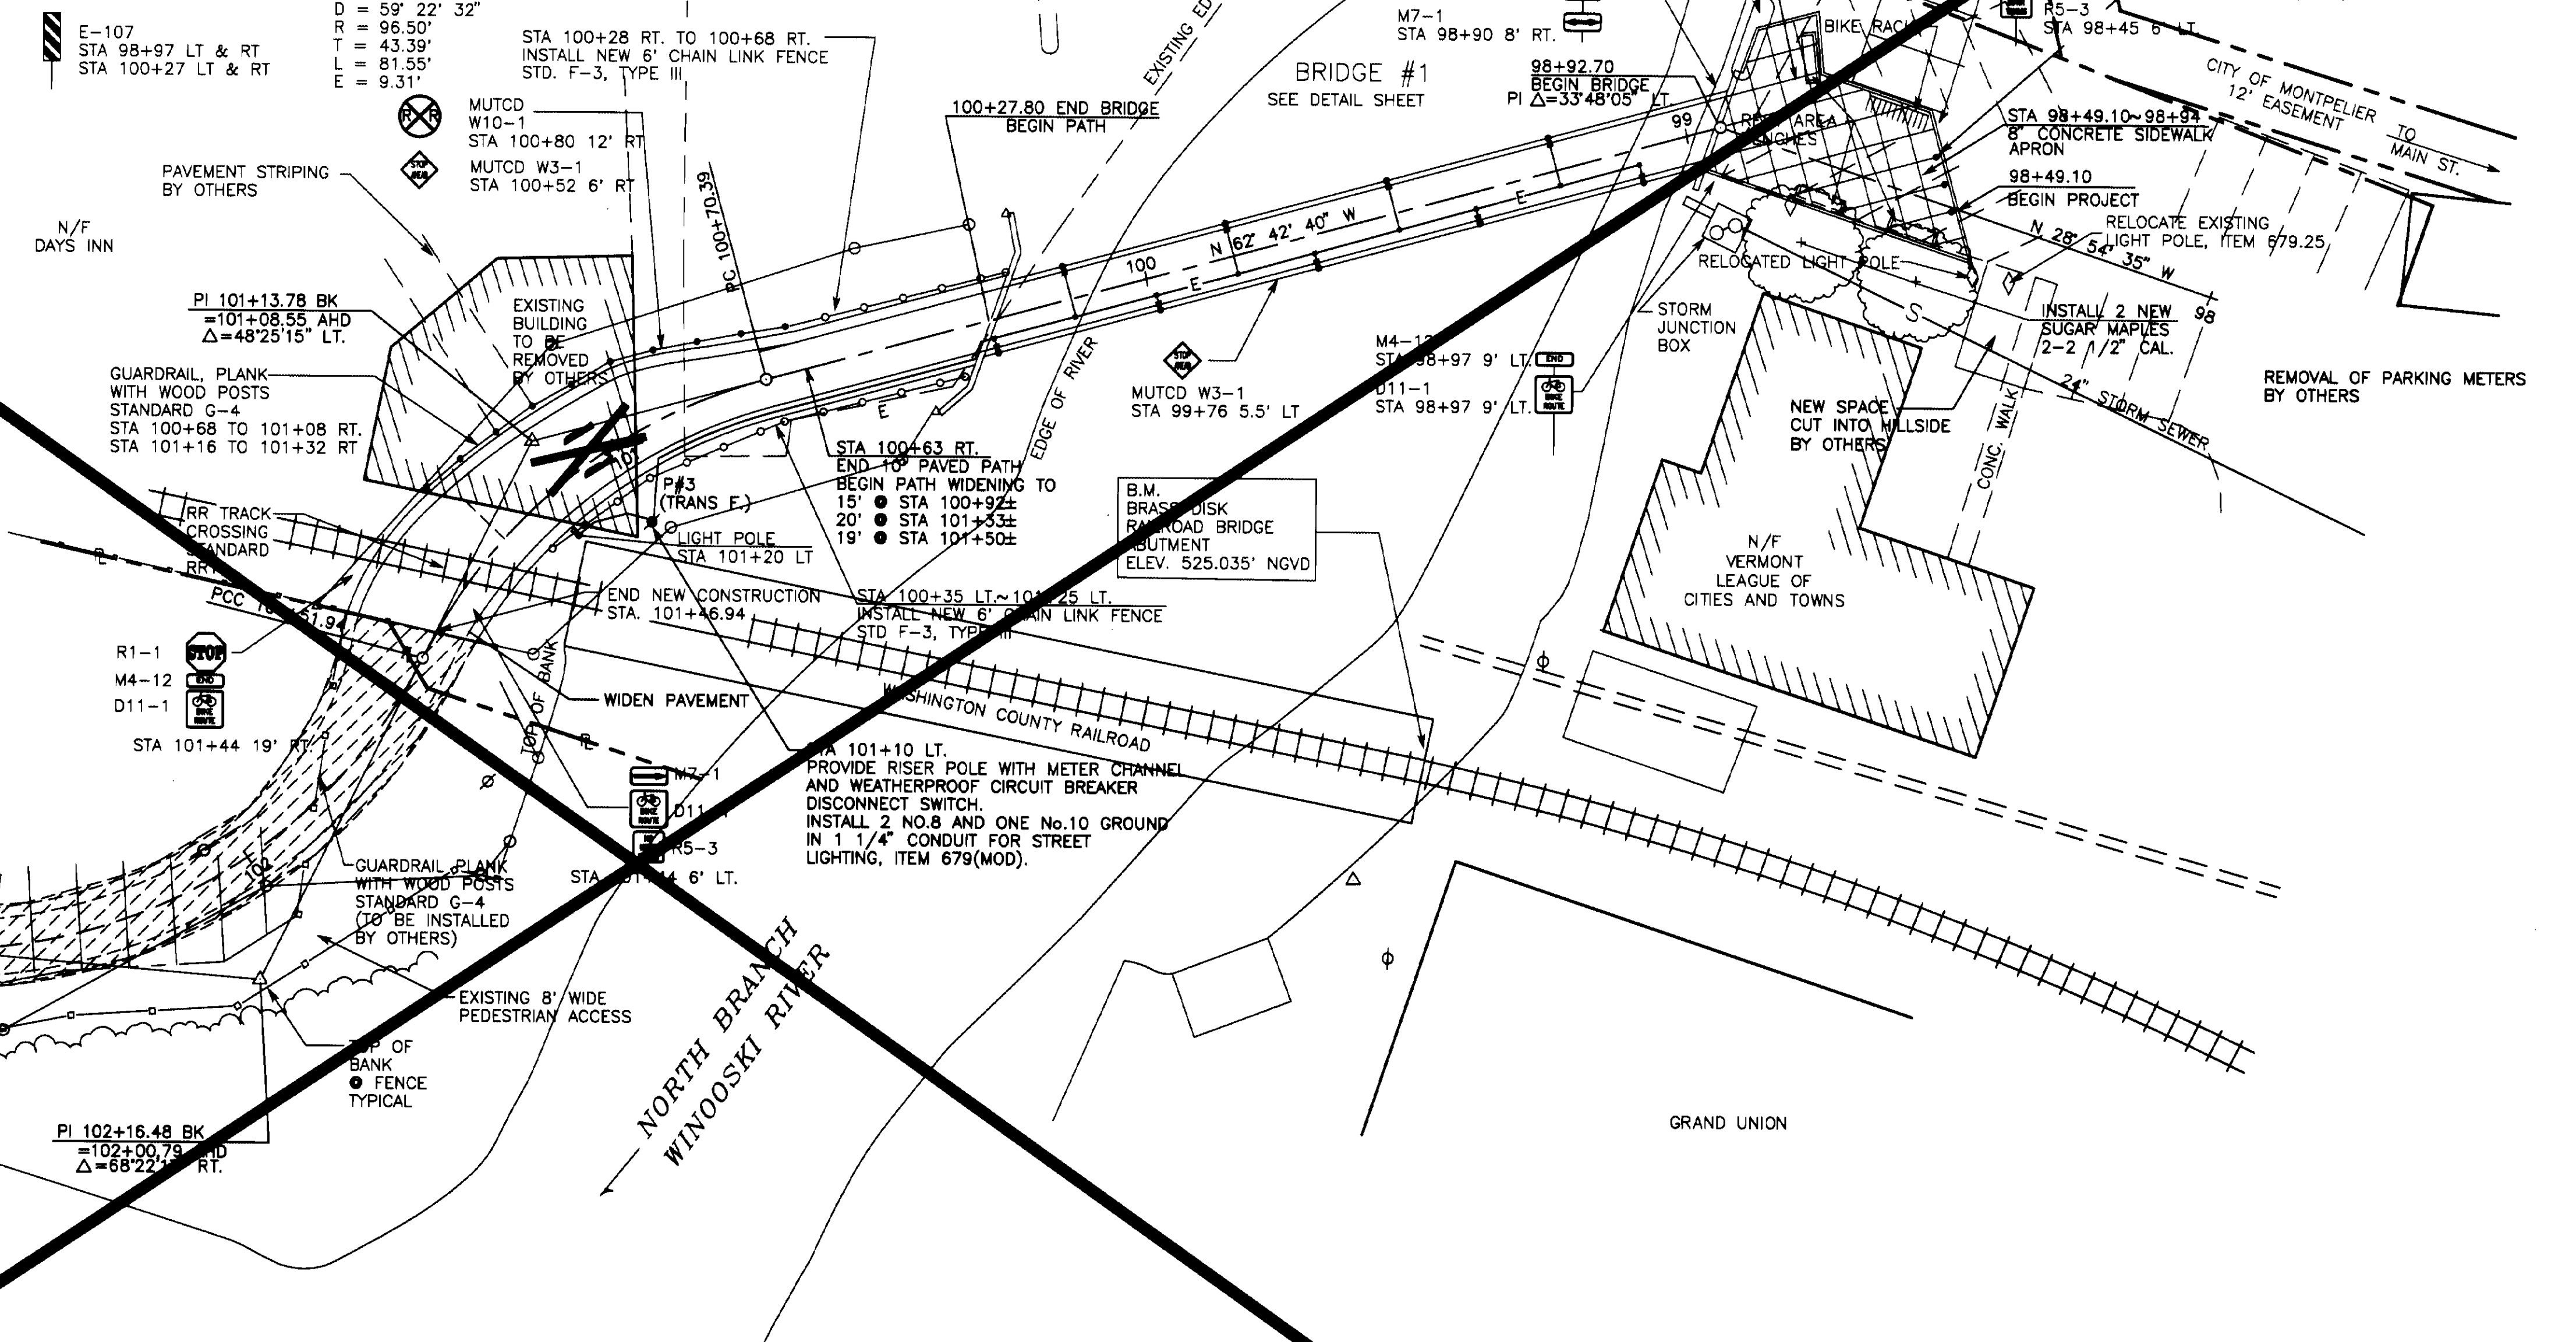 E-107
STA 98+97 LT & RT
STA 100+27 LT & RT
D = 59° 22' 32"
R = 96.50'
T = 43.39'
L = 81.55'
E = 9.31'
STA 100+28 RT. TO 100+68 RT.
INSTALL NEW 6' CHAIN LINK FENCE
STD. F-3, TYPE III
MUTCD
W10-1
STA 100+80 12' RT
MUTCD W3-1
STA 100+52 6' RT
PAVEMENT STRIPING
BY OTHERS
N/F
DAYS INN
100+27.80 END BRIDGE
BEGIN PATH
BRIDGE #1
SEE DETAIL SHEET
M7-1
STA 98+90 8' RT.
98+92.70
BEGIN BRIDGE
PI △=33°48'05" LT.
BIKE RACK
R5-3
STA 98+45 6' LT.
CITY OF MONTPELIER
12' EASEMENT
TO
MAIN ST.
STA 98+49.10~98+94
8" CONCRETE SIDEWALK
APRON
98+49.10
BEGIN PROJECT
RELOCATE EXISTING
LIGHT POLE, ITEM 679.25
N 28° 54' 35" W
98
99
AREA
RELOCATED LIGHT POLE
STORM
JUNCTION
BOX
S
INSTALL 2 NEW
SUGAR MAPLES
2-2 1/2" CAL.
24" STORM SEWER
REMOVAL OF PARKING METERS
BY OTHERS
NEW SPACE
CUT INTO HILLSIDE
BY OTHERS
CONC. WALK
PC 100+70.39
100
N 62° 42' 40" W
E
E
E
EXISTING
EDGE OF RIVER
PI 101+13.78 BK
=101+08.55 AHD
△=48°25'15" LT.
EXISTING
BUILDING
TO BE
REMOVED
BY OTHERS
GUARDRAIL, PLANK
WITH WOOD POSTS
STANDARD G-4
STA 100+68 TO 101+08 RT.
STA 101+16 TO 101+32 RT
MUTCD W3-1
STA 99+76 5.5' LT
STA 98+97 9' LT.
END
D11-1
STA 98+97 9' LT.
BIKE
ROUTE
STA 100+63 RT.
END 10' PAVED PATH
BEGIN PATH WIDENING TO
15' @ STA 100+92±
20' @ STA 101+33±
19' @ STA 101+50±
P#3
(TRANS F.)
LIGHT POLE
STA 101+20 LT
B.M.
BRASS DISK
RAILROAD BRIDGE
ABUTMENT
ELEV. 525.035' NGVD
N/F
VERMONT
LEAGUE OF
CITIES AND TOWNS
RR TRACK
CROSSING
STANDARD
PCC
END NEW CONSTRUCTION
STA. 101+46.94
STA 100+35 LT.~101+25 LT.
INSTALL NEW 6' CHAIN LINK FENCE
STD F-3, TYPE III
R1-1
STOP
M4-12
END
D11-1
BIKE
ROUTE
STA 101+44 19' RT.
TOP OF BANK
WIDEN PAVEMENT
WASHINGTON COUNTY RAILROAD
M7-1
BIKE
ROUTE
R5-3
6' LT.
STA 101+10 LT.
PROVIDE RISER POLE WITH METER CHANNEL
AND WEATHERPROOF CIRCUIT BREAKER
DISCONNECT SWITCH.
INSTALL 2 NO.8 AND ONE No.10 GROUND
IN 1 1/4" CONDUIT FOR STREET
LIGHTING, ITEM 679(MOD).
GUARDRAIL PLANK
WITH WOOD POSTS
STANDARD G-4
(TO BE INSTALLED
BY OTHERS)
EXISTING 8' WIDE
PEDESTRIAN ACCESS
TOP OF
BANK
@ FENCE
TYPICAL
NORTH BRANCH
WINOOSKI RIVER
PI 102+16.48 BK
=102+00.79 AHD
RT.
GRAND UNION